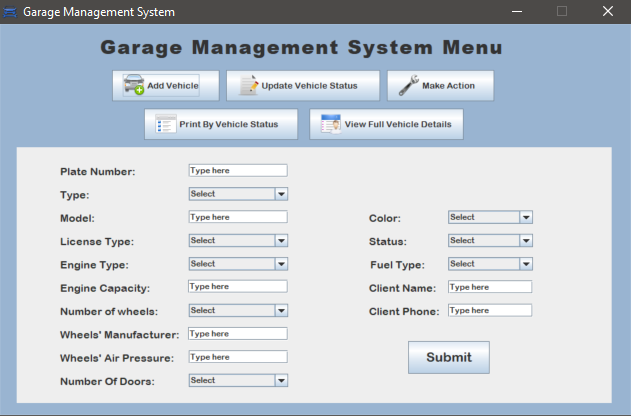 Garage Management System
Garage Management System Menu
Add Vehicle
Update Vehicle Status
Make Action
Print By Vehicle Status
View Full Vehicle Details
Plate Number: Type here
Type: Select
Model: Type here
Color: Select
License Type: Select
Status: Select
Engine Type: Select
Fuel Type: Select
Engine Capacity: Type here
Client Name: Type here
Number of wheels: Select
Client Phone: Type here
Wheels' Manufacturer: Type here
Wheels' Air Pressure: Type here
Submit
Number Of Doors: Select